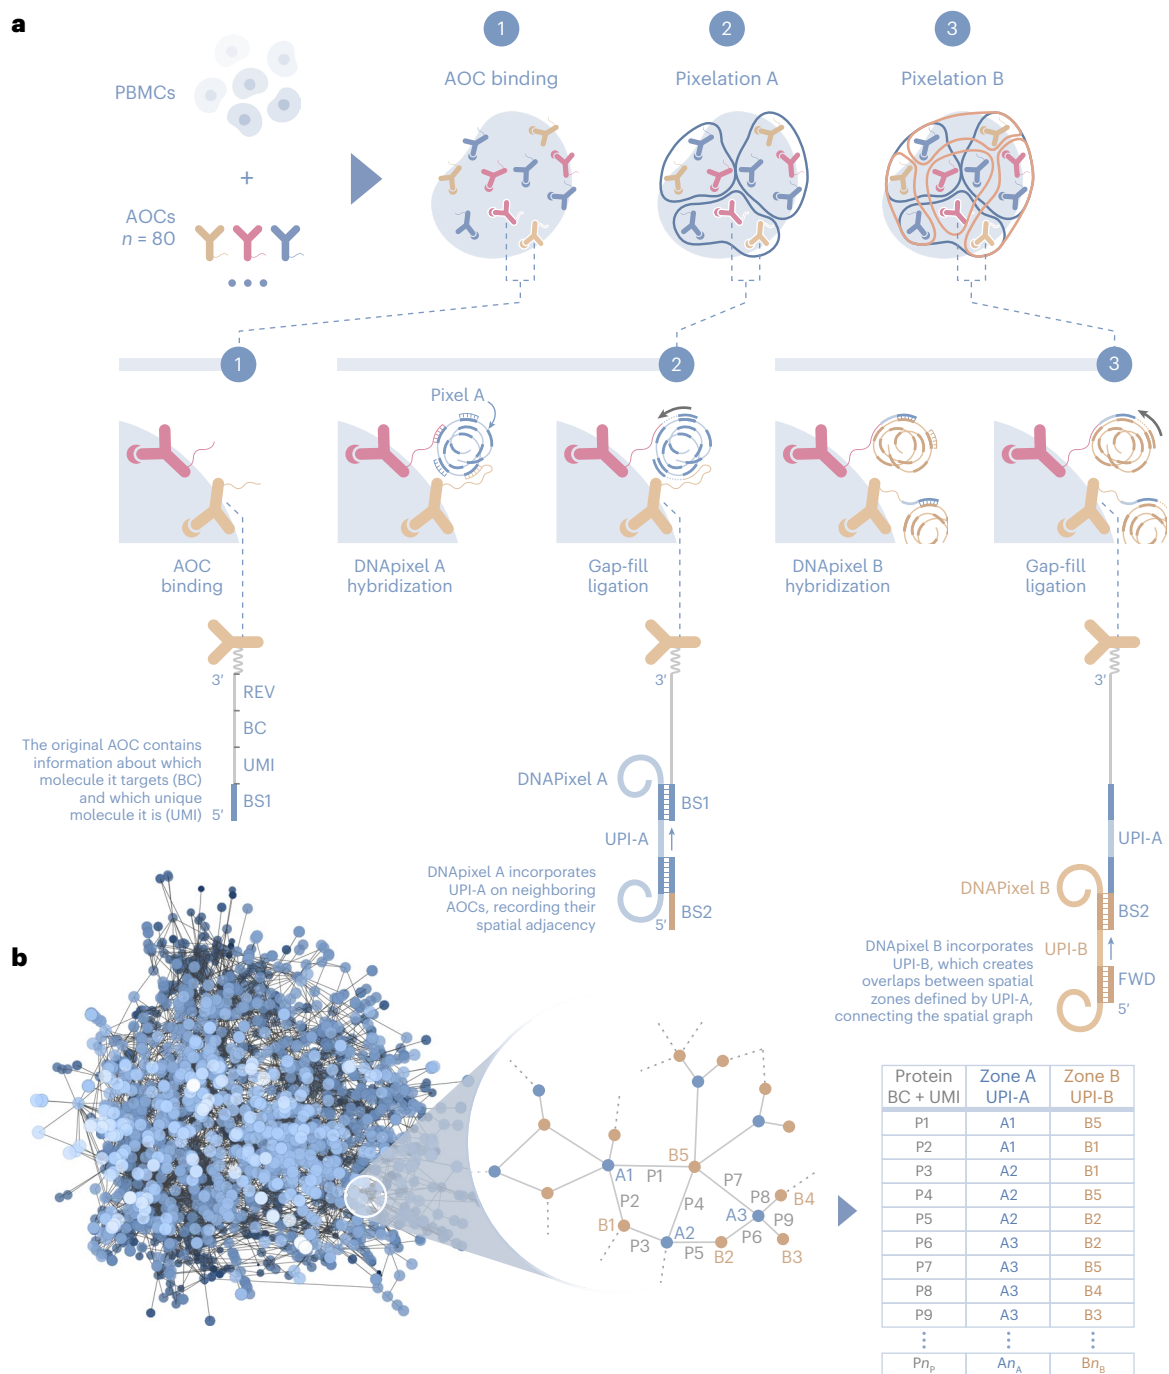 a
1
2
3
AOC binding
Pixelation A
Pixelation B
PBMCs
+
AOCs
n = 80
1
2
3
Pixel A
AOC
binding
DNApixel A
hybridization
Gap-fill
ligation
DNApixel B
hybridization
Gap-fill
ligation
3′
REV
BC
UMI
BS1
5′
The original AOC contains
information about which
molecule it targets (BC)
and which unique
molecule it is (UMI)
3′
DNAPixel A
BS1
UPI-A
BS2
5′
DNApixel A incorporates
UPI-A on neighboring
AOCs, recording their
spatial adjacency
3′
UPI-A
DNAPixel B
BS2
UPI-B
FWD
5′
DNApixel B incorporates
UPI-B, which creates
overlaps between spatial
zones defined by UPI-A,
connecting the spatial graph
b
B5
A1
P1
P7
P2
P4
P8
B4
B1
A2
A3
P9
P3
P5
B2
P6
B3
Protein BC + UMI Zone A UPI-A Zone B UPI-B
P1 A1 B5
P2 A1 B1
P3 A2 B1
P4 A2 B5
P5 A2 B2
P6 A3 B2
P7 A3 B5
P8 A3 B4
P9 A3 B3
⋮ ⋮ ⋮
PnP AnA BnB